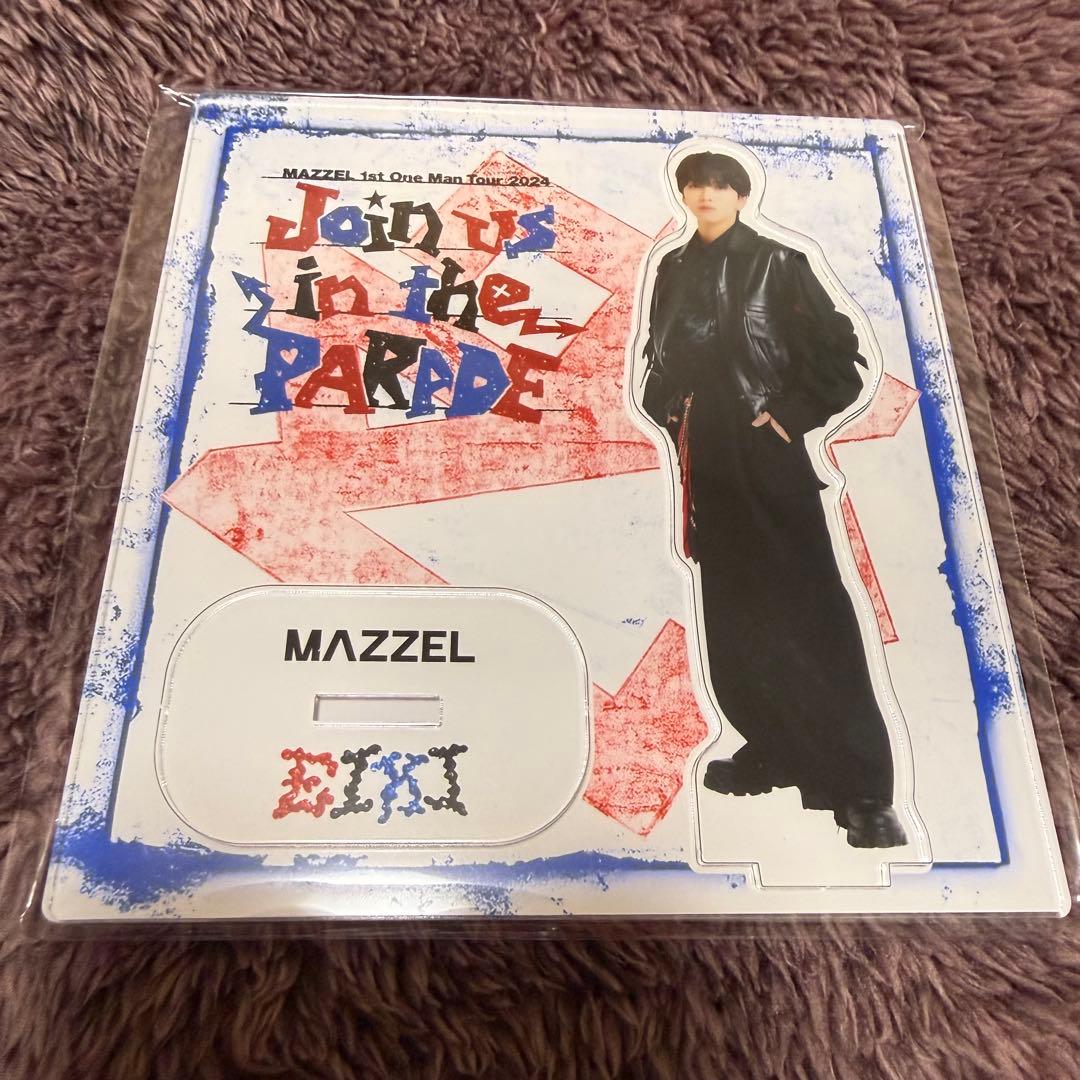 MAZZEL 1st One Man Tour 2024
Join us
in the
PARADE
MAZZEL
EIKI